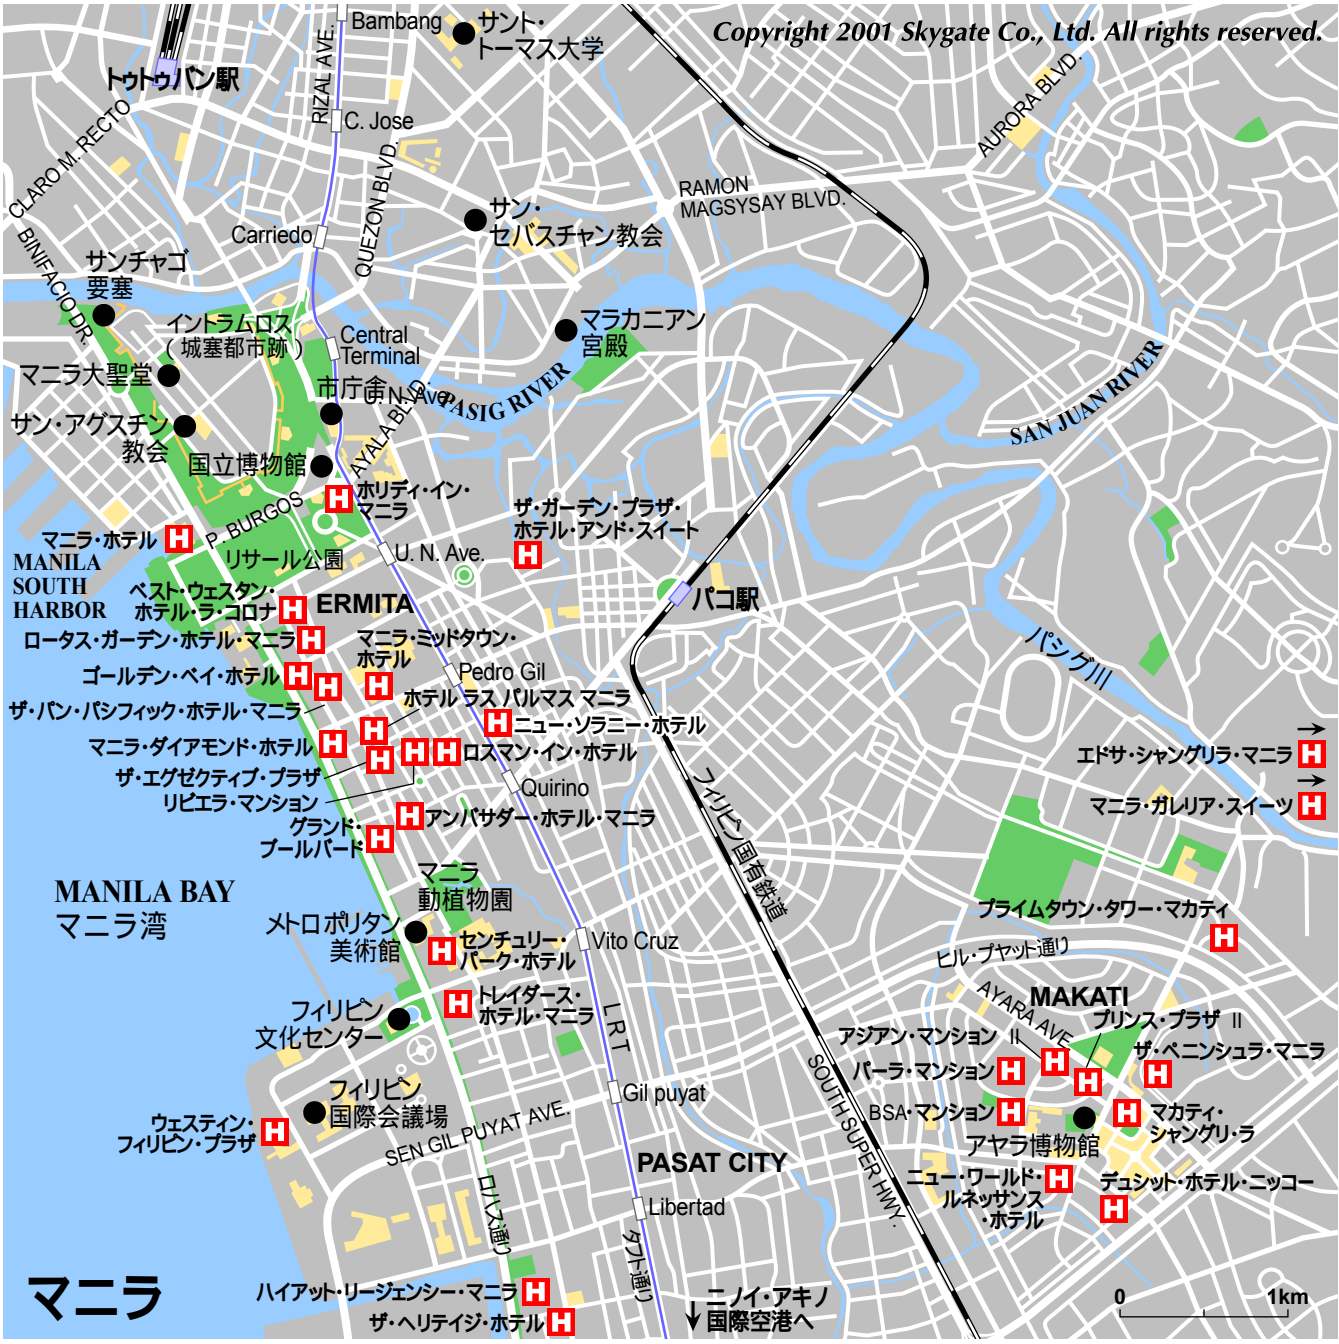 Copyright 2001 Skygate Co., Ltd. All rights reserved.
Bambang
サント・
トーマス大学
トゥトゥバン駅
RIZAL AVE.
C. Jose
CLARO M. RECTO
QUEZON BLVD.
AURORA BLVD.
RAMON
MAGSYSAY BLVD.
サン・
セバスチャン教会
Carriedo
BINIFACIO DR.
サンチャゴ
要塞
イントラムロス
(城塞都市跡)
Central
Terminal
マラカニアン
宮殿
マニラ大聖堂
市庁舎
U. N. Ave.
PASIG RIVER
SAN JUAN RIVER
サン・アグスチン
教会
AYALA BLVD.
国立博物館
H ホリデイ・イン・
マニラ
P. BURGOS
ザ・ガーデン・プラザ・
ホテル・アンド・スイート
H
マニラ・ホテル H
U. N. Ave.
リサール公園
MANILA
SOUTH
HARBOR
ベスト・ウェスタン・
ホテル・ラ・コロナ H
ERMITA
パコ駅
ロータス・ガーデン・ホテル・マニラ H
マニラ・ミッドタウン・
ホテル
H
パシグ川
ゴールデン・ベイ・ホテル H
Pedro Gil
ホテル ラス パルマス マニラ
H
ザ・パン・パシフィック・ホテル・マニラ
H
H ニュー・ソラニー・ホテル
マニラ・ダイアモンド・ホテル H
H H ロスマン・イン・ホテル
ザ・エグゼクティブ・プラザ
H
リビエラ・マンション
Quirino
エドサ・シャングリラ・マニラ → H
マニラ・ガレリア・スイーツ → H
H アンバサダー・ホテル・マニラ
グランド・
ブールバード H
フィリピン国有鉄道
MANILA BAY
マニラ湾
マニラ
動植物園
メトロポリタン
美術館
H センチュリー・
パーク・ホテル
Vito Cruz
プライムタウン・タワー・マカティ
H
ヒル・プヤット通り
フィリピン
文化センター
H トレイダース・
ホテル・マニラ
LRT
AYARA AVE.
MAKATI
アジアン・マンション II
H
プリンス・プラザ II
H
ザ・ペニンシュラ・マニラ
H
パーラ・マンション H
フィリピン
国際会議場
Gil puyat
SOUTH SUPER HWY.
BSA・マンション H
H マカティ・
シャングリ・ラ
ウェスティン・
フィリピン・プラザ H
SEN GIL PUYAT AVE.
アヤラ博物館
PASAT CITY
ニュー・ワールド・
ルネッサンス
・ホテル
H
デュシット・ホテル・ニッコー
H
ロハス通り
Libertad
タフト通り
マニラ
ハイアット・リージェンシー・マニラ H
ザ・ヘリテイジ・ホテル H
↓ ニノイ・アキノ
国際空港へ
0 1km